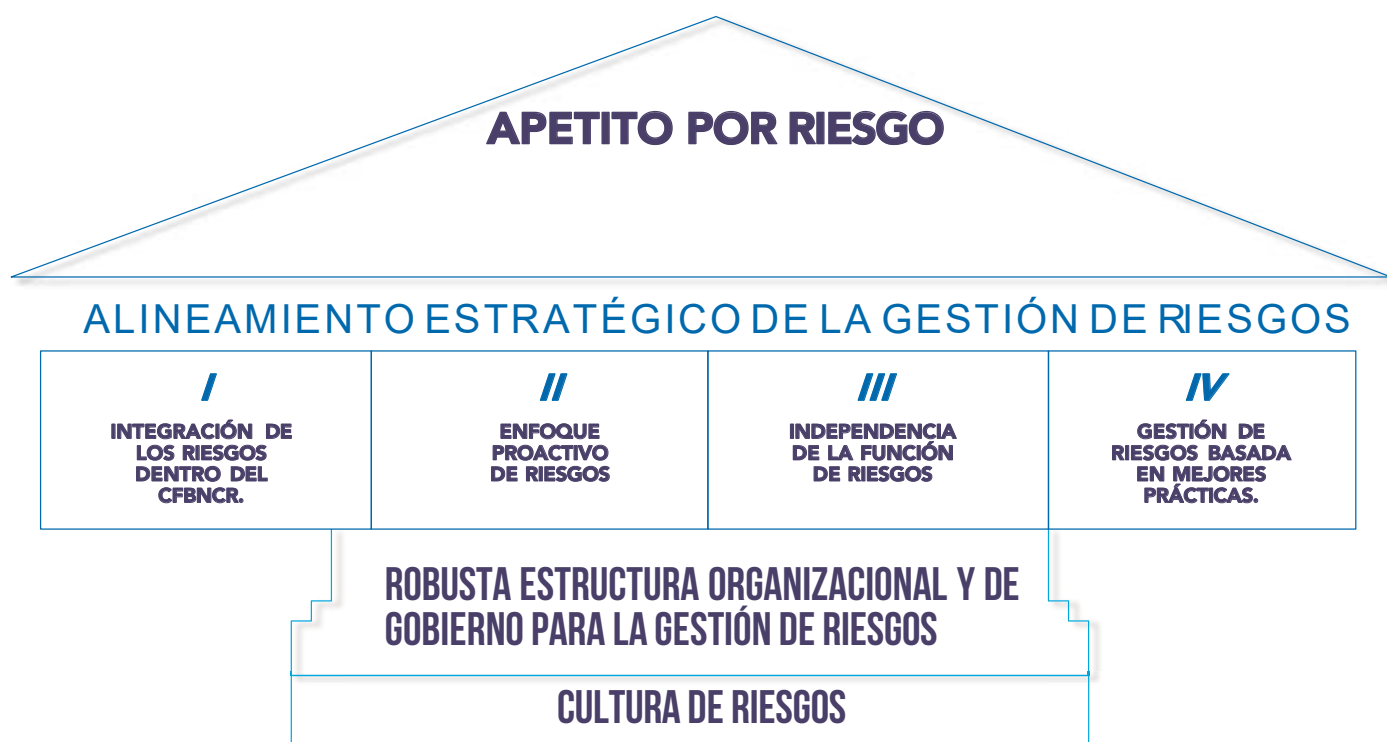 APETITO POR RIESGO
ALINEAMIENTO ESTRATÉGICO DE LA GESTIÓN DE RIESGOS
I
INTEGRACIÓN DE
LOS RIESGOS
DENTRO DEL
CFBNCR.
II
ENFOQUE
PROACTIVO
DE RIESGOS
III
INDEPENDENCIA
DE LA FUNCIÓN
DE RIESGOS
IV
GESTIÓN DE
RIESGOS BASADA
EN MEJORES
PRÁCTICAS.
ROBUSTA ESTRUCTURA ORGANIZACIONAL Y DE
GOBIERNO PARA LA GESTIÓN DE RIESGOS
CULTURA DE RIESGOS